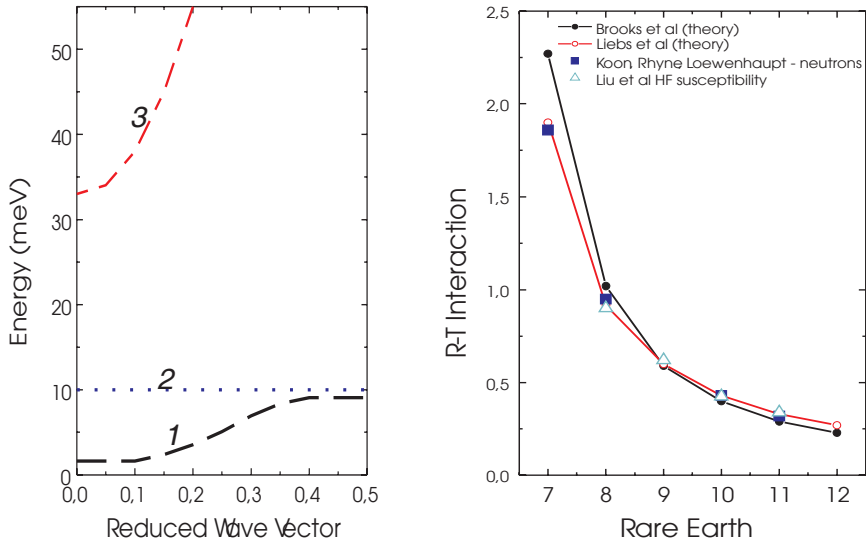 60
50
40
30
20
10
0
Energy (meV)
3
2
1
0,0 0,1 0,2 0,3 0,4 0,5
Reduced Wave Vector
2,5
2,0
1,5
1,0
0,5
0,0
R-T Interaction
Brooks et al (theory)
Liebs et al (theory)
Koon, Rhyne, Loewenhaupt - neutrons
Liu et al HF susceptibility
7 8 9 10 11 12
Rare Earth